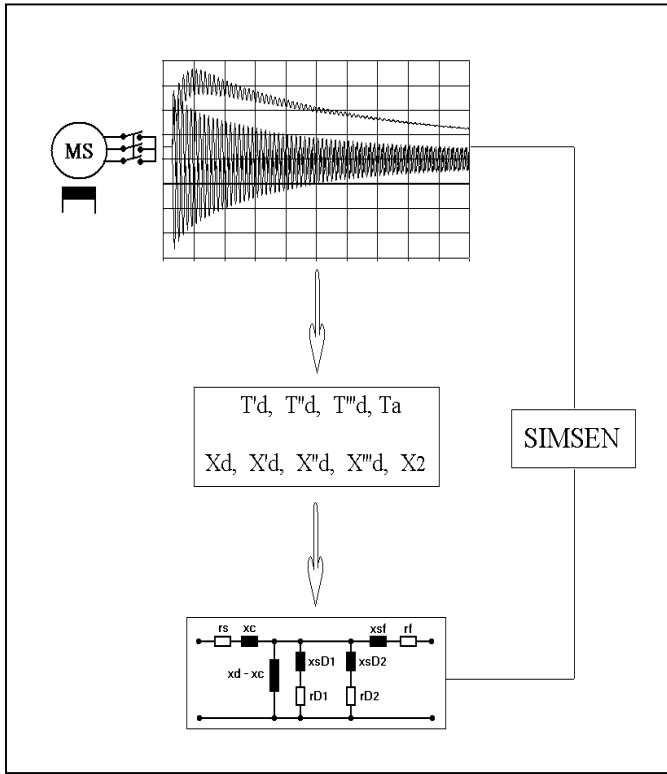 MS
T'd, T''d, T'''d, Ta
Xd, X'd, X''d, X'''d, X2
SIMSEN
rs xc xsf rf
xd - xc xsD1 xsD2
rD1 rD2